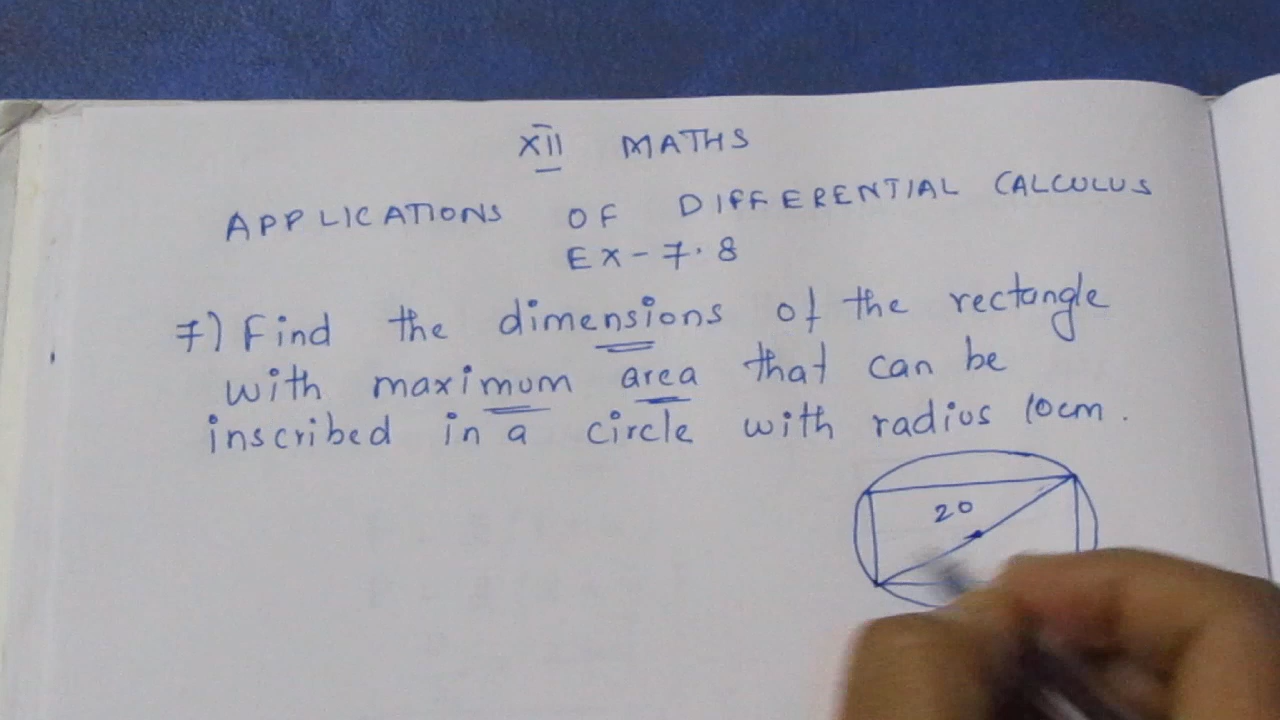 XII MATHS
APPLICATIONS OF DIFFERENTIAL CALCULUS
EX-7.8
7) Find the dimensions of the rectangle
with maximum area that can be
inscribed in a circle with radius 10cm.
20